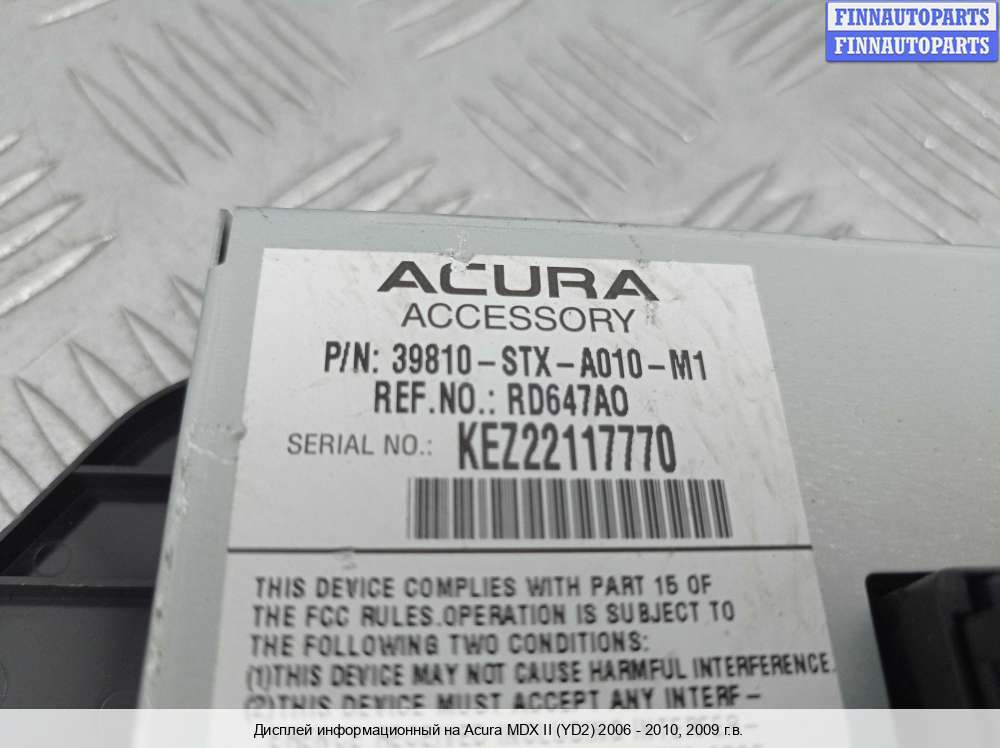 FINNAUTOPARTS
FINNAUTOPARTS
ACURA
ACCESSORY
P/N: 39810-STX-A010-M1
REF.NO.: RD647A0
SERIAL NO.: KEZ22117770
THIS DEVICE COMPLIES WITH PART 15 OF
THE FCC RULES.OPERATION IS SUBJECT TO
THE FOLLOWING TWO CONDITIONS:
(1)THIS DEVICE MAY NOT CAUSE HARMFUL INTERFERENCE.
(2)THIS DEVICE MUST ACCEPT ANY INTERF-
Дисплей информационный на Acura MDX II (YD2) 2006 - 2010, 2009 г.в.